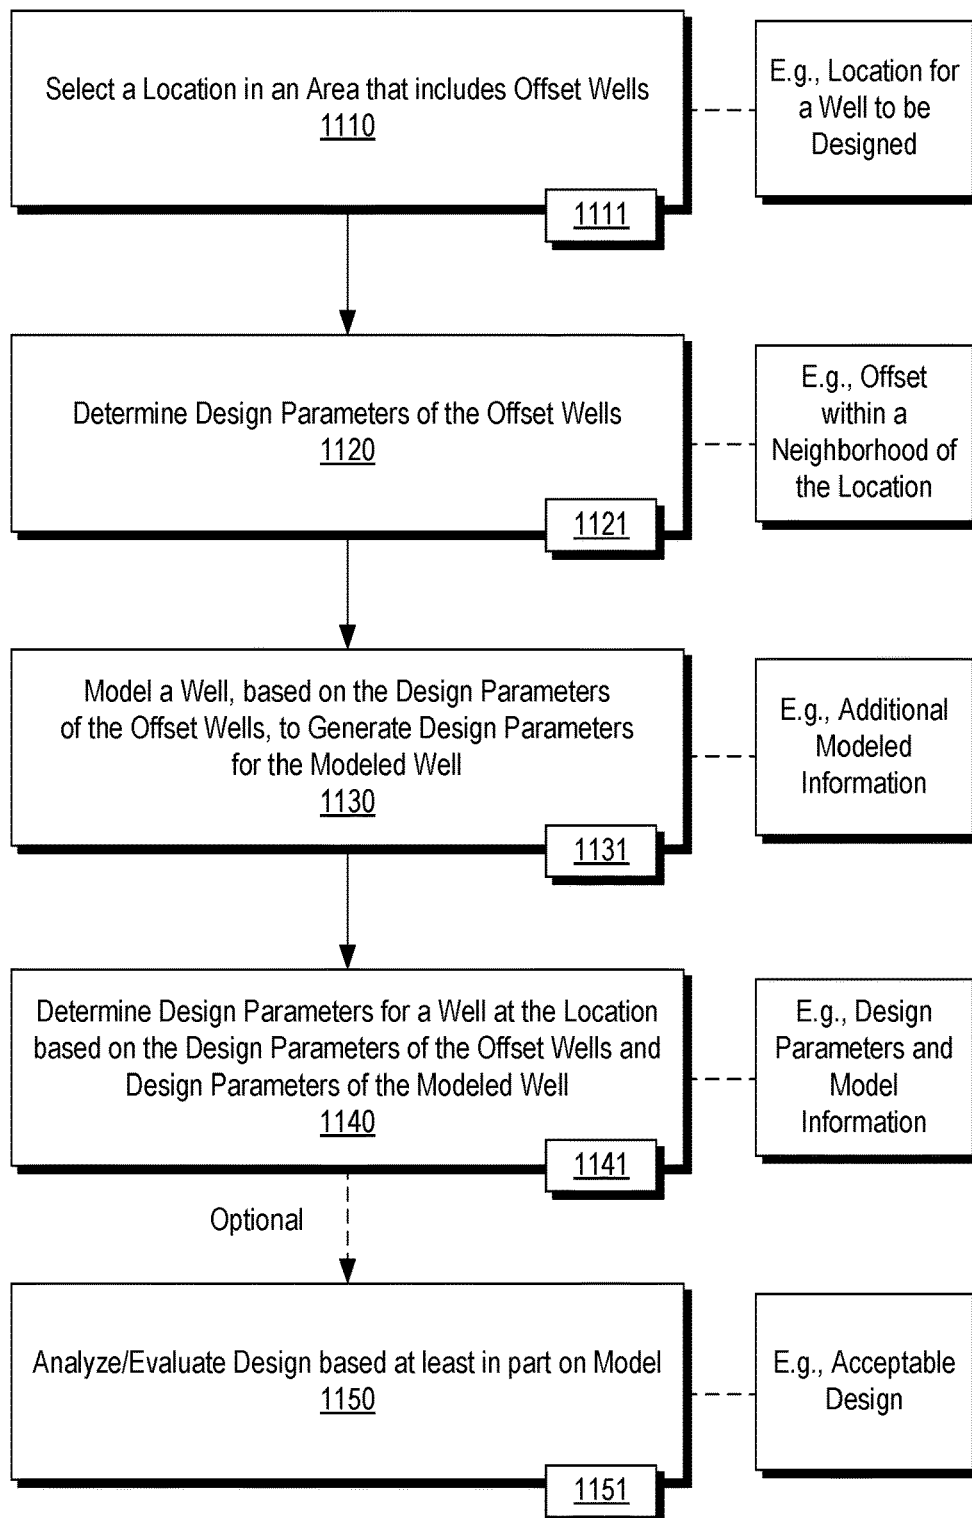 Select a Location in an Area that includes Offset Wells
1110
1111
E.g., Location for
a Well to be
Designed
Determine Design Parameters of the Offset Wells
1120
1121
E.g., Offset
within a
Neighborhood of
the Location
Model a Well, based on the Design Parameters
of the Offset Wells, to Generate Design Parameters
for the Modeled Well
1130
1131
E.g., Additional
Modeled
Information
Determine Design Parameters for a Well at the Location
based on the Design Parameters of the Offset Wells and
Design Parameters of the Modeled Well
1140
1141
E.g., Design
Parameters and
Model
Information
Optional
Analyze/Evaluate Design based at least in part on Model
1150
1151
E.g., Acceptable
Design